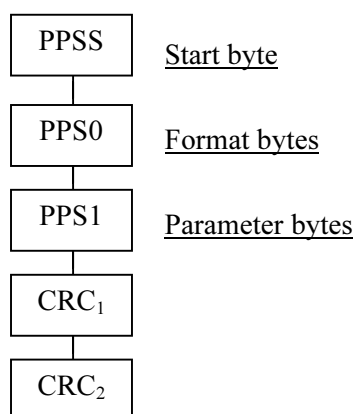 PPSS Start byte
PPS0 Format bytes
PPS1 Parameter bytes
CRC₁
CRC₂